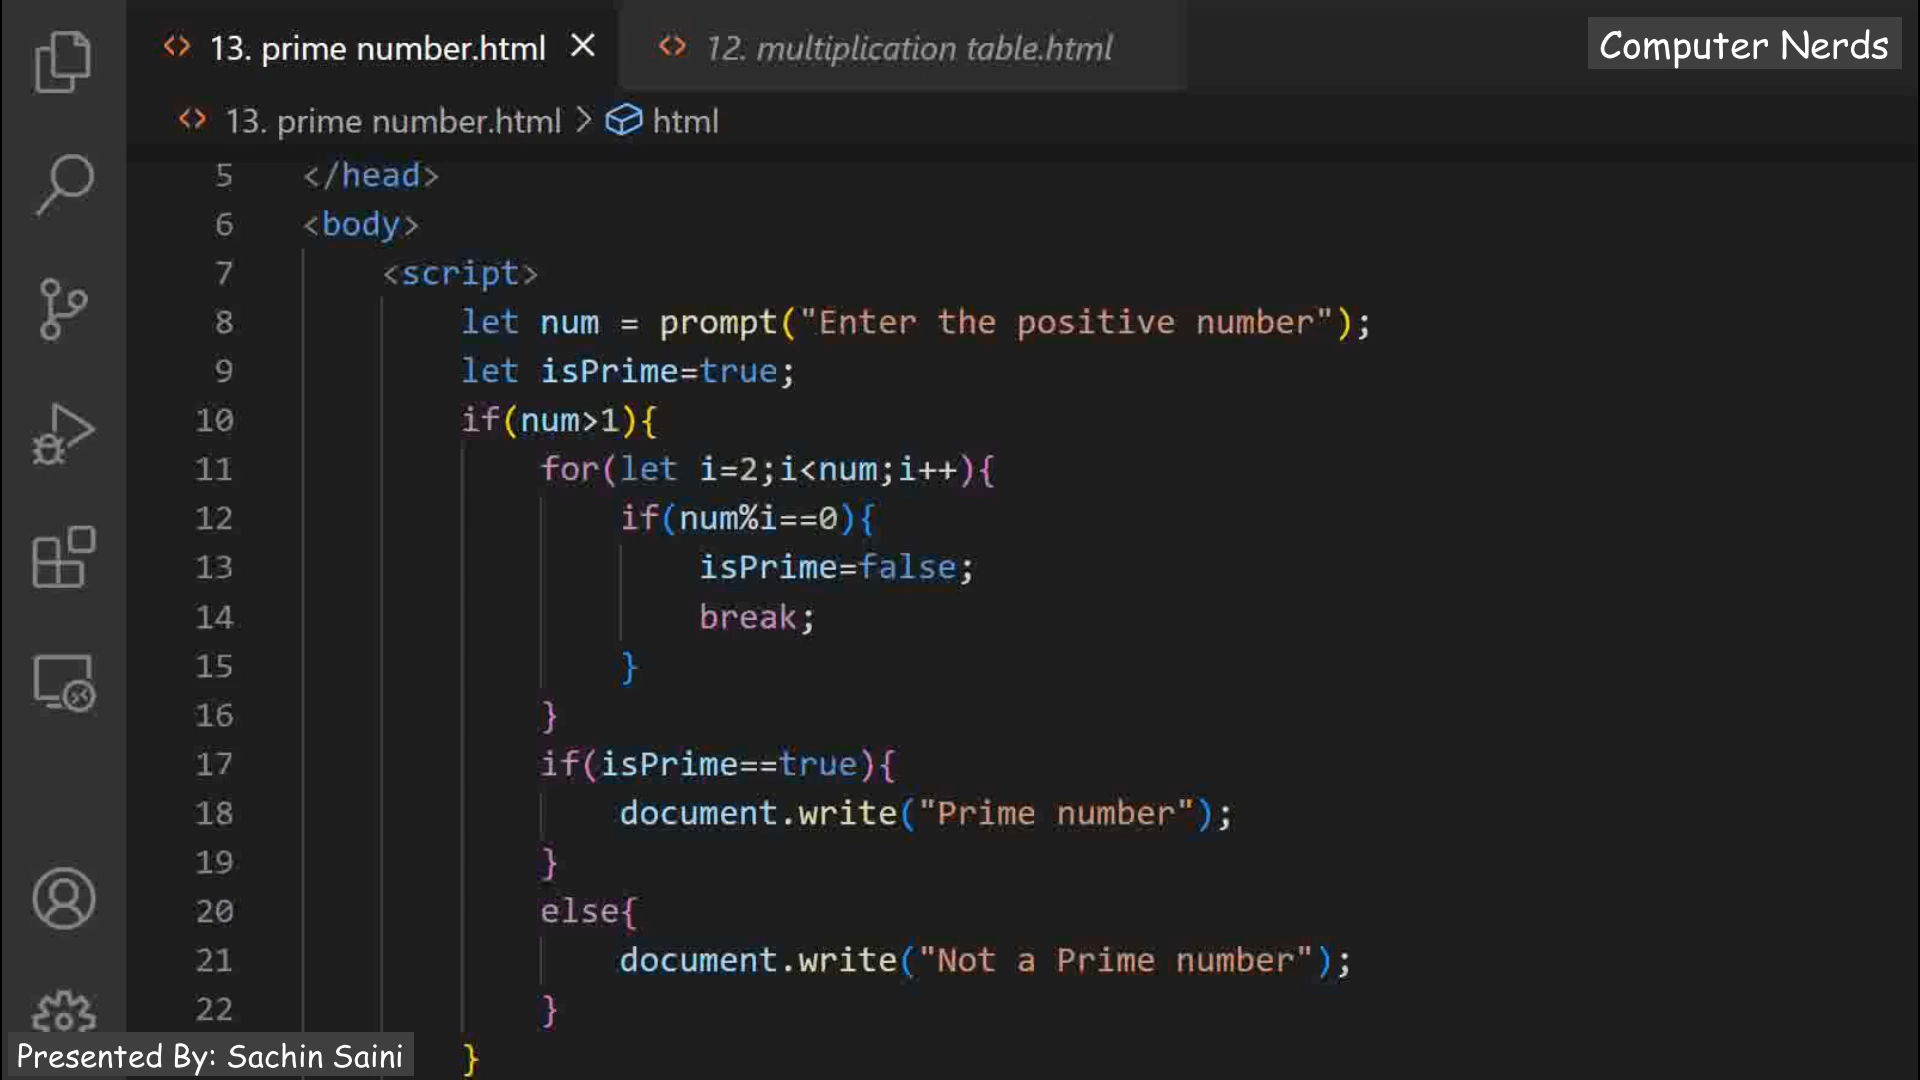 13. prime number.html
12. multiplication table.html
Computer Nerds
13. prime number.html > html
5 </head>
6 <body>
7 <script>
8 let num = prompt("Enter the positive number");
9 let isPrime=true;
10 if(num>1){
11 for(let i=2;i<num;i++){
12 if(num%i==0){
13 isPrime=false;
14 break;
15 }
16 }
17 if(isPrime==true){
18 document.write("Prime number");
19 }
20 else{
21 document.write("Not a Prime number");
22 }
}
Presented By: Sachin Saini